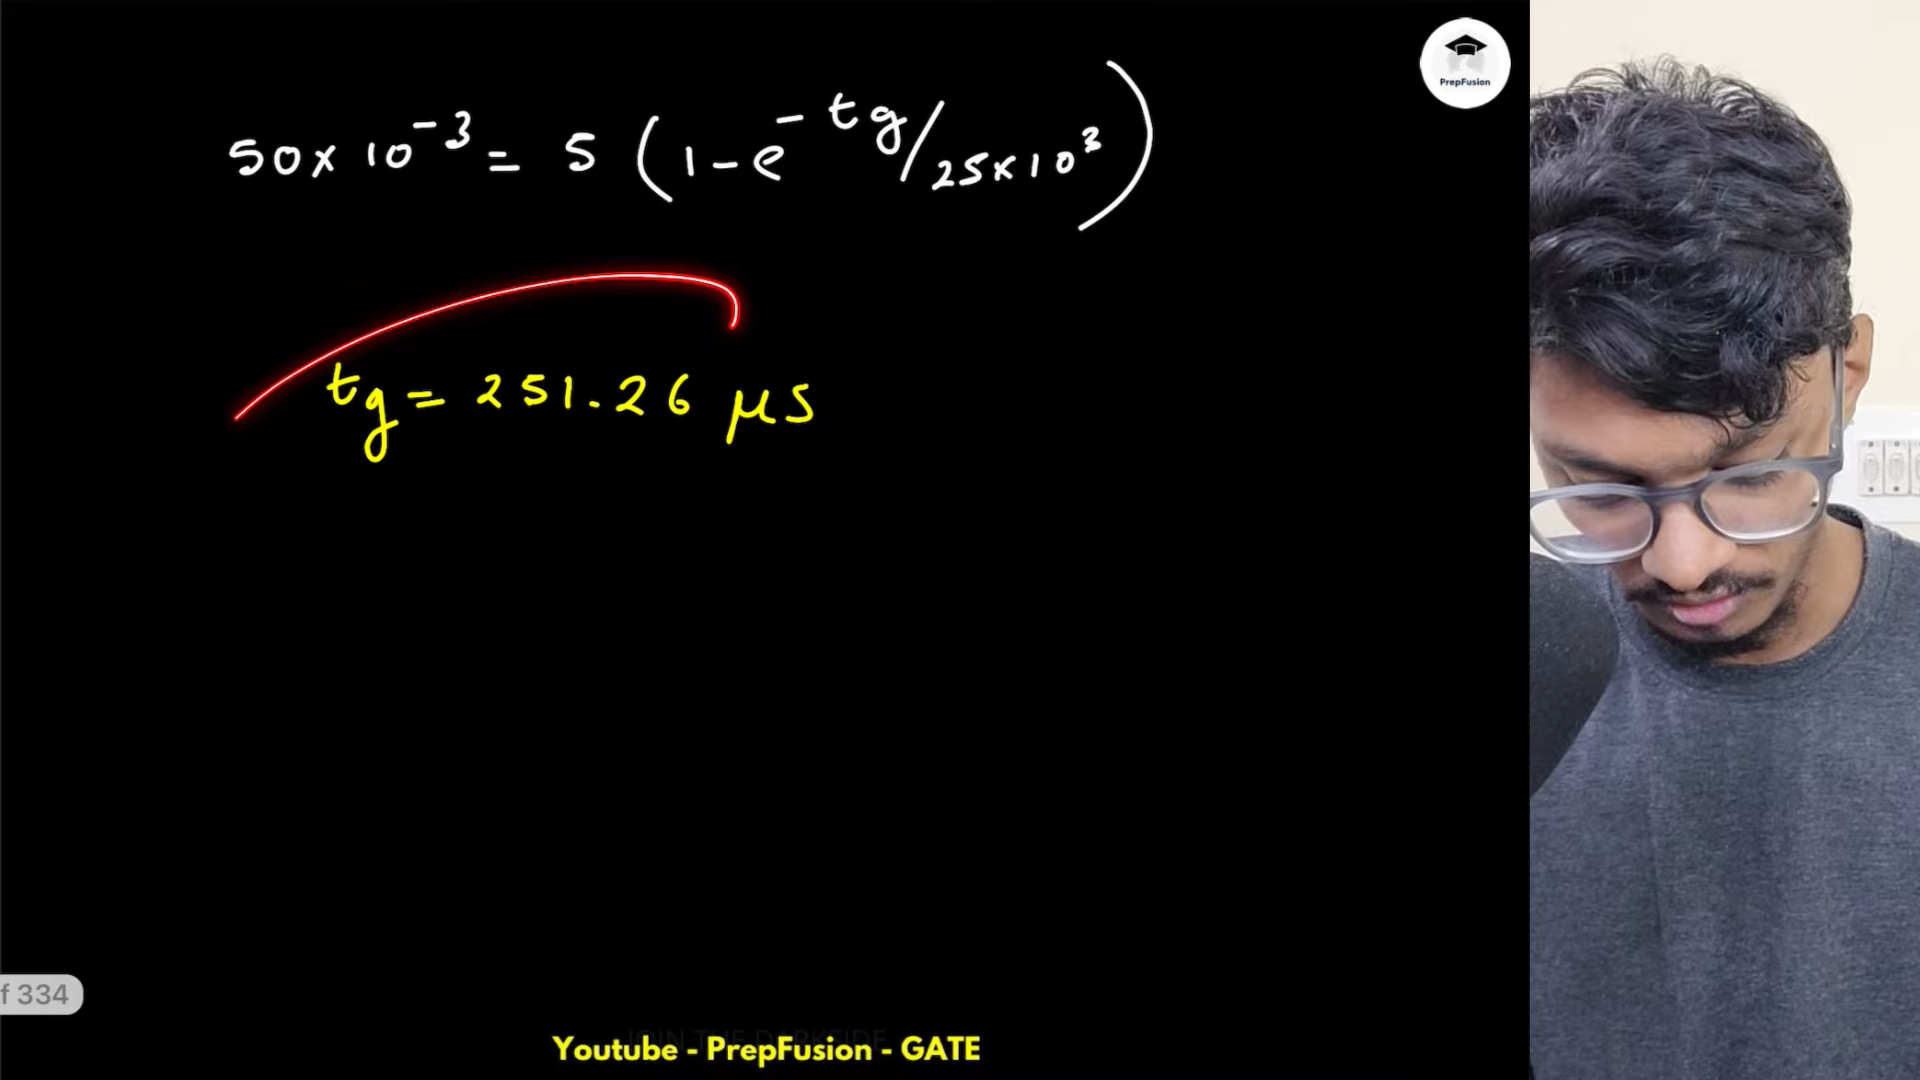 PrepFusion
50 × 10⁻³ = 5 (1 - e^(- tg/25×10³))
tg = 251.26 μs
f 334
Youtube - PrepFusion - GATE